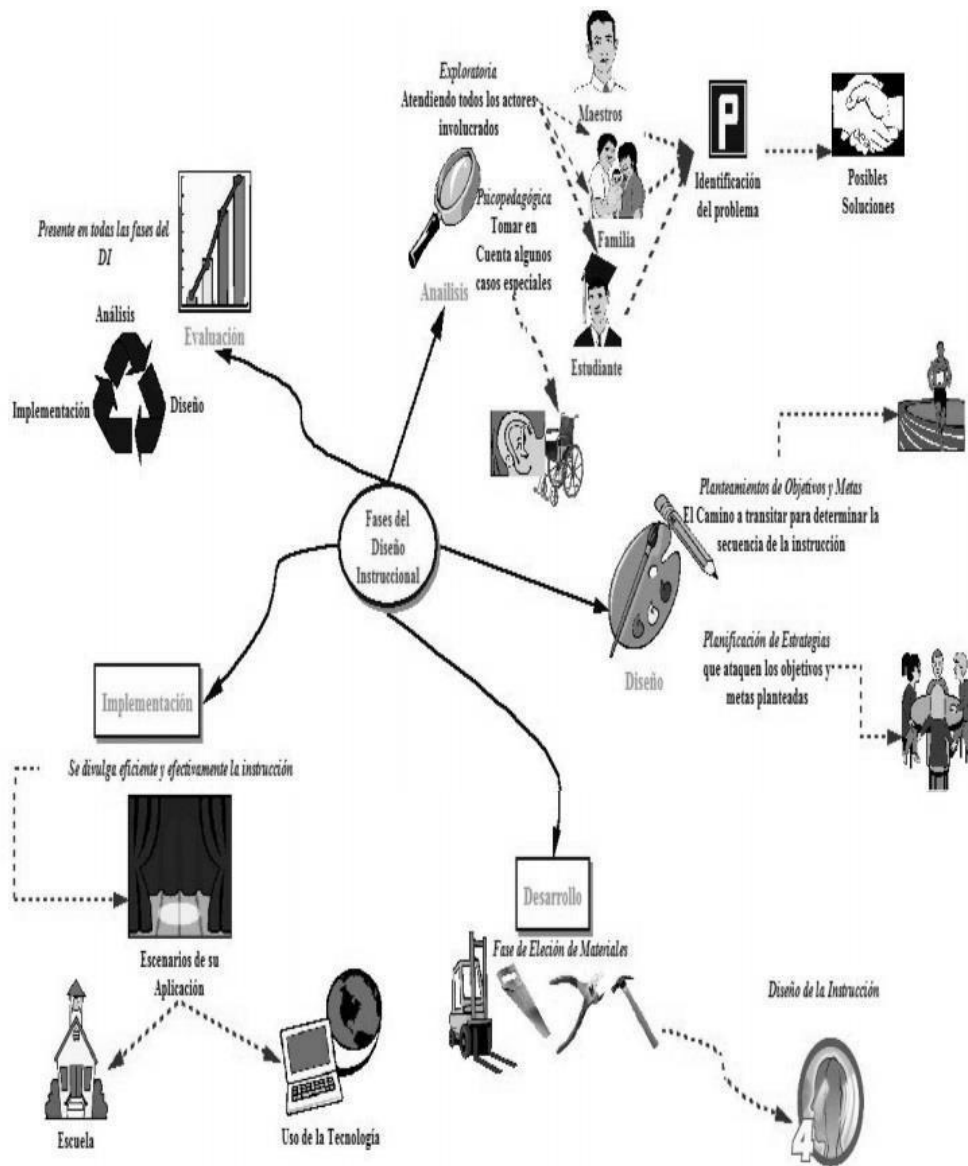 Exploratoria
Atendiendo todos los actores
involucrados
Maestros
Familia
Estudiante
Identificación
del problema
Posibles
Soluciones
Psicopedagógica
Tomar en
Cuenta algunos
casos especiales
Anailisis
Presente en todas las fases del
DI
Evaluación
Análisis
Implementación
Diseño
Fases del
Diseño
Instruccional
Planteamientos de Objetivos y Metas
El Camino a transitar para determinar la
secuencia de la instrucción
Diseño
Planificación de Estrategias
que ataquen los objetivos y
metas planteadas
Implementación
Se divulga eficiente y efectivamente la instrucción
Escenarios de su
Aplicación
Escuela
Uso de la Tecnología
Desarrollo
Fase de Eleción de Materiales
Diseño de la Instrucción
4
P